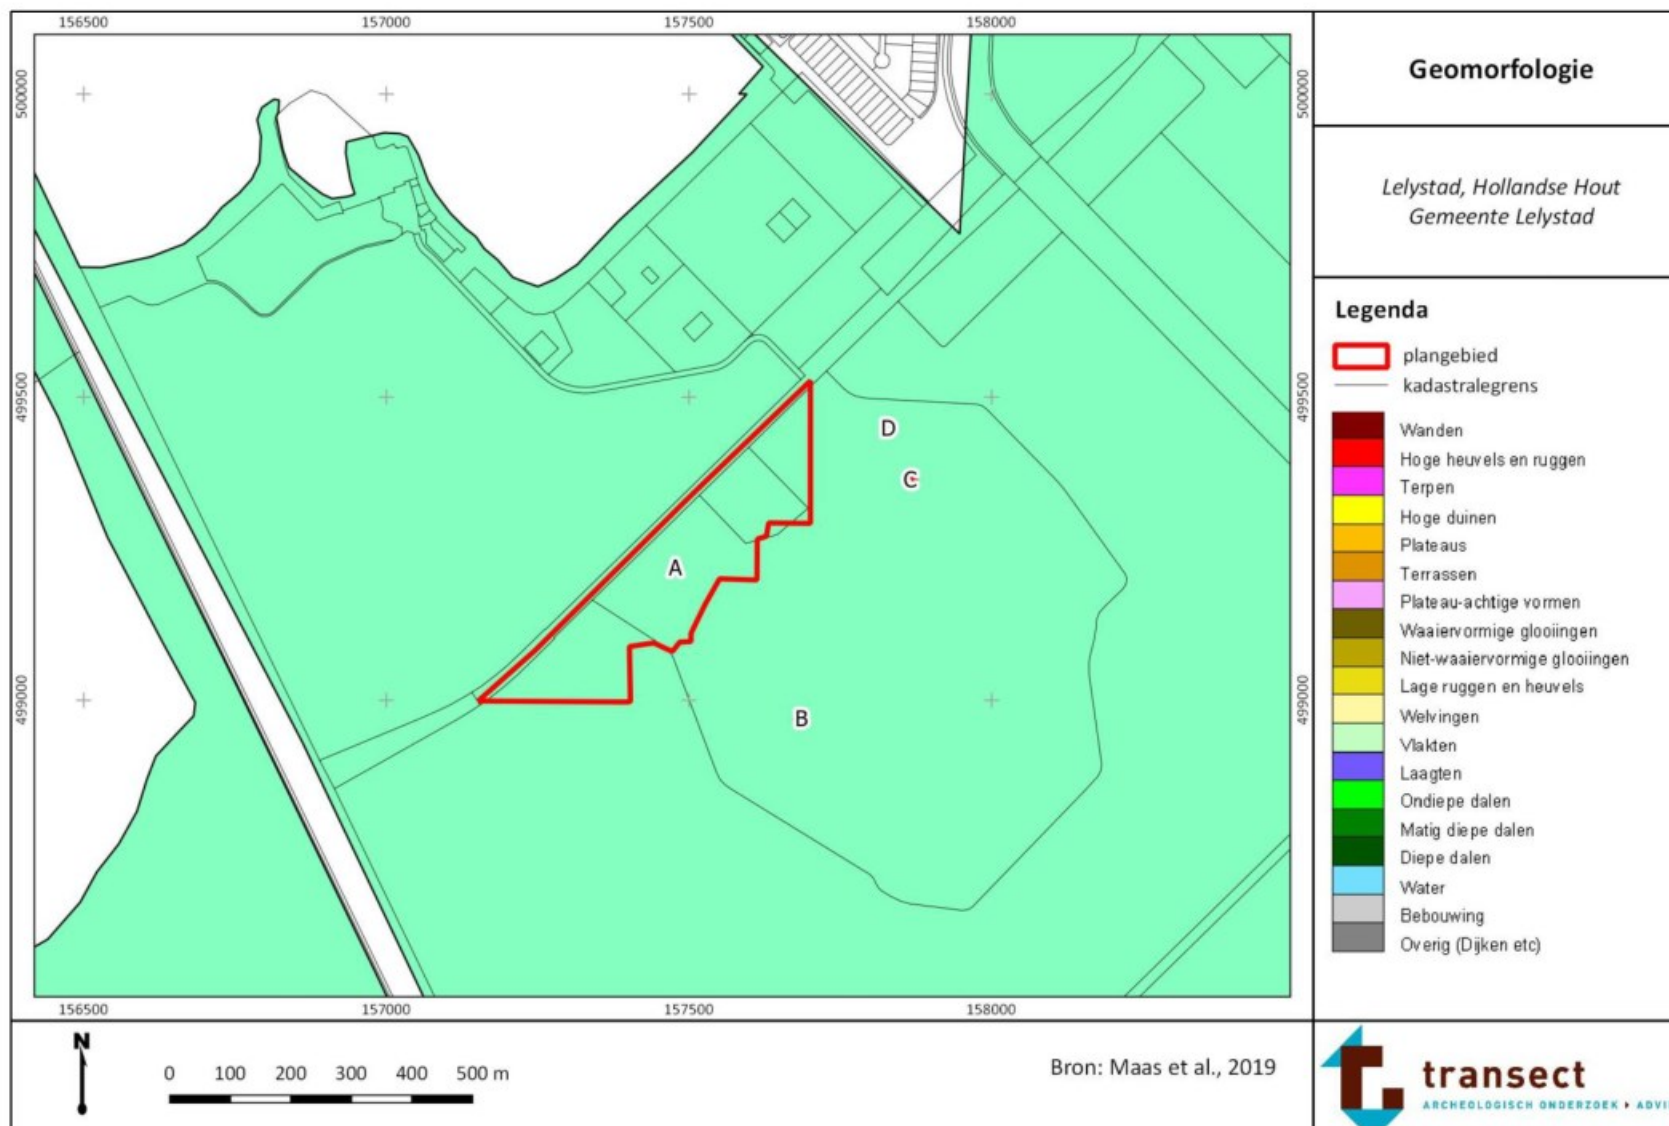 156500 157000 157500 158000
500000
500000
499500
499500
499000
499000
D
C
A
B
156500 157000 157500 158000
Geomorfologie
Lelystad, Hollandse Hout
Gemeente Lelystad
Legenda
plangebied
kadastralegrens
Wanden
Hoge heuvels en ruggen
Terpen
Hoge duinen
Plateaus
Terrassen
Plateau-achtige vormen
Waaiervormige glooiingen
Niet-waaiervormige glooiingen
Lage ruggen en heuvels
Welvingen
Vlakten
Laagten
Ondiepe dalen
Matig diepe dalen
Diepe dalen
Water
Bebouwing
Overig (Dijken etc)
N
0 100 200 300 400 500 m
Bron: Maas et al., 2019
transect
ARCHEOLOGISCH ONDERZOEK ADVI